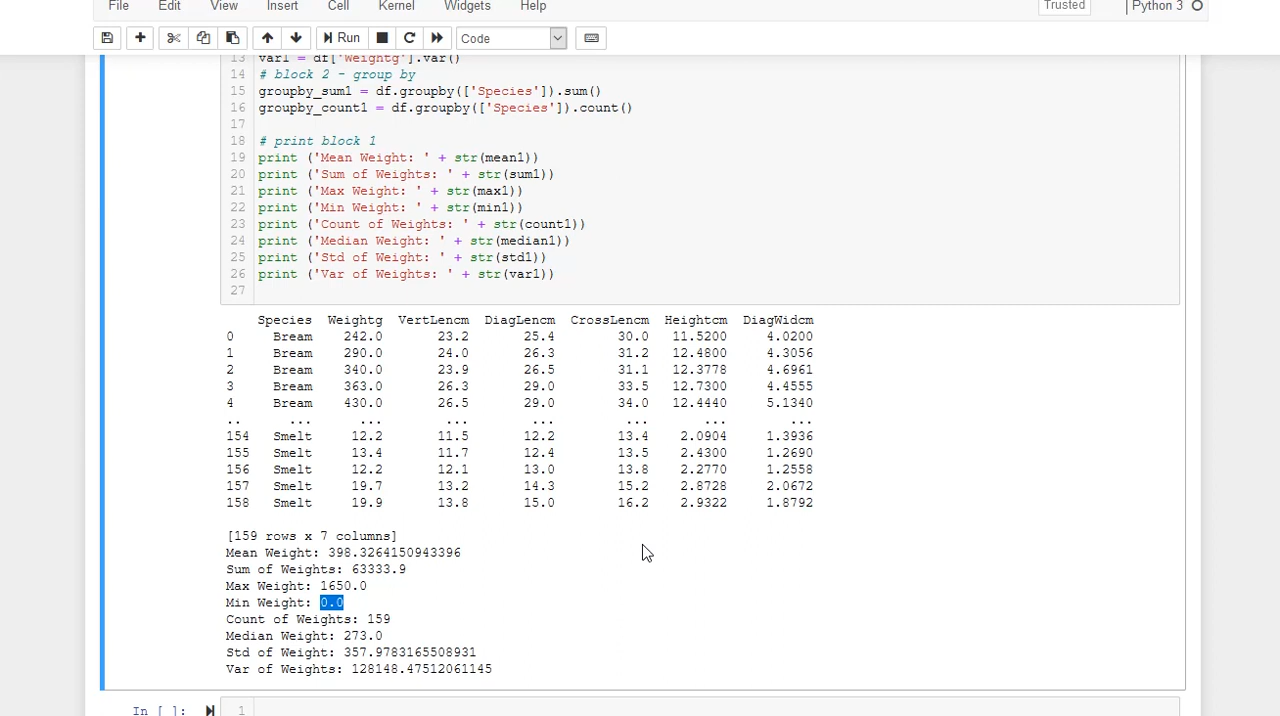 File Edit View Insert Cell Kernel Widgets Help Trusted Python 3
Run Code
13 var1 = df['Weightg'].var()
14 # block 2 - group by
15 groupby_sum1 = df.groupby(['Species']).sum()
16 groupby_count1 = df.groupby(['Species']).count()
17
18 # print block 1
19 print ('Mean Weight: ' + str(mean1))
20 print ('Sum of Weights: ' + str(sum1))
21 print ('Max Weight: ' + str(max1))
22 print ('Min Weight: ' + str(min1))
23 print ('Count of Weights: ' + str(count1))
24 print ('Median Weight: ' + str(median1))
25 print ('Std of Weight: ' + str(std1))
26 print ('Var of Weights: ' + str(var1))
27
Species Weightg VertLencm DiagLencm CrossLencm Heightcm DiagWidcm
0 Bream 242.0 23.2 25.4 30.0 11.5200 4.0200
1 Bream 290.0 24.0 26.3 31.2 12.4800 4.3056
2 Bream 340.0 23.9 26.5 31.1 12.3778 4.6961
3 Bream 363.0 26.3 29.0 33.5 12.7300 4.4555
4 Bream 430.0 26.5 29.0 34.0 12.4440 5.1340
.. ... ... ... ... ... ... ...
154 Smelt 12.2 11.5 12.2 13.4 2.0904 1.3936
155 Smelt 13.4 11.7 12.4 13.5 2.4300 1.2690
156 Smelt 12.2 12.1 13.0 13.8 2.2770 1.2558
157 Smelt 19.7 13.2 14.3 15.2 2.8728 2.0672
158 Smelt 19.9 13.8 15.0 16.2 2.9322 1.8792
[159 rows x 7 columns]
Mean Weight: 398.3264150943396
Sum of Weights: 63333.9
Max Weight: 1650.0
Min Weight: 0.0
Count of Weights: 159
Median Weight: 273.0
Std of Weight: 357.9783165508931
Var of Weights: 128148.47512061145
In [ ]: 1